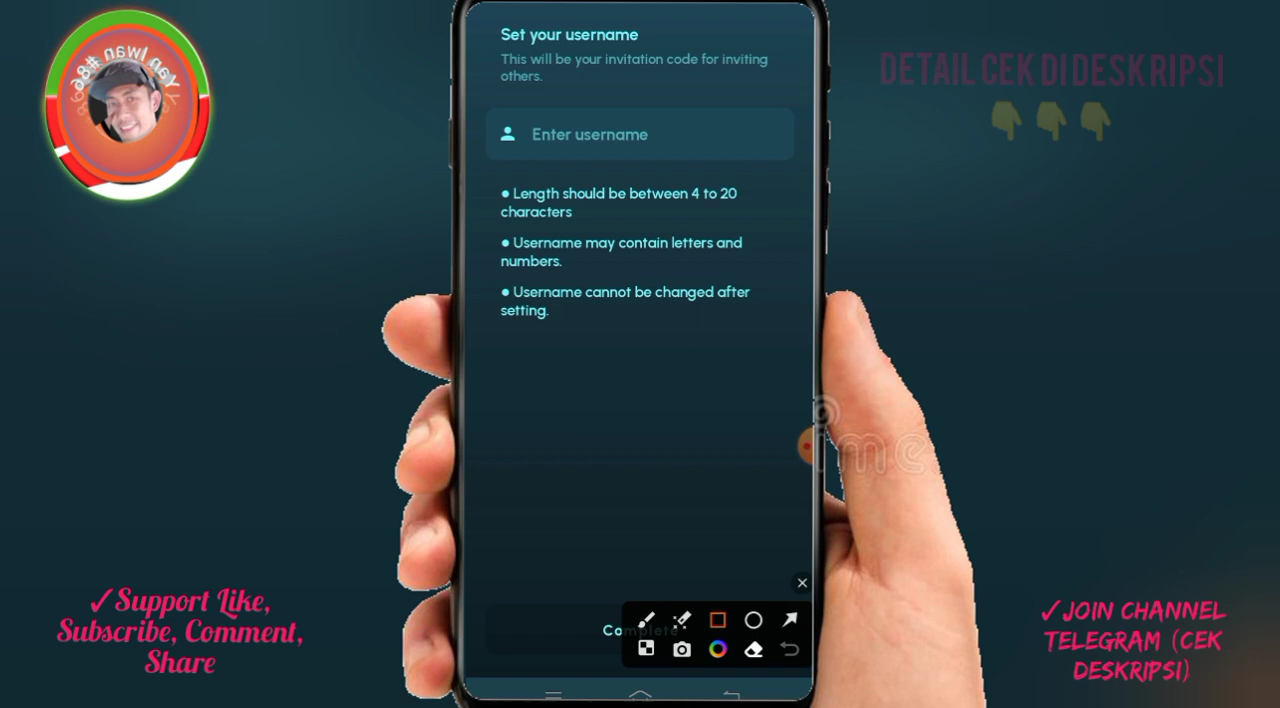 Set your username
This will be your invitation code for inviting
others.
DETAIL CEK DI DESKRIPSI
Enter username
● Length should be between 4 to 20
characters
● Username may contain letters and
numbers.
● Username cannot be changed after
setting.
ime
Complete
✓Support Like,
Subscribe, Comment,
Share
✓JOIN CHANNEL
TELEGRAM (CEK
DESKRIPSI)